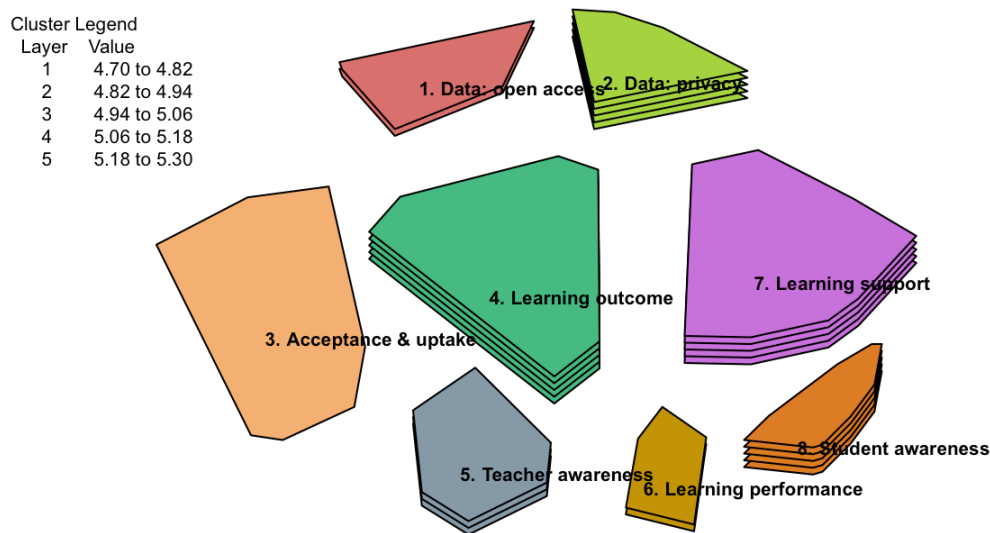 Cluster Legend
Layer Value
1 4.70 to 4.82
2 4.82 to 4.94
3 4.94 to 5.06
4 5.06 to 5.18
5 5.18 to 5.30
1. Data: open access
2. Data: privacy
3. Acceptance & uptake
4. Learning outcome
7. Learning support
5. Teacher awareness
6. Learning performance
8. Student awareness